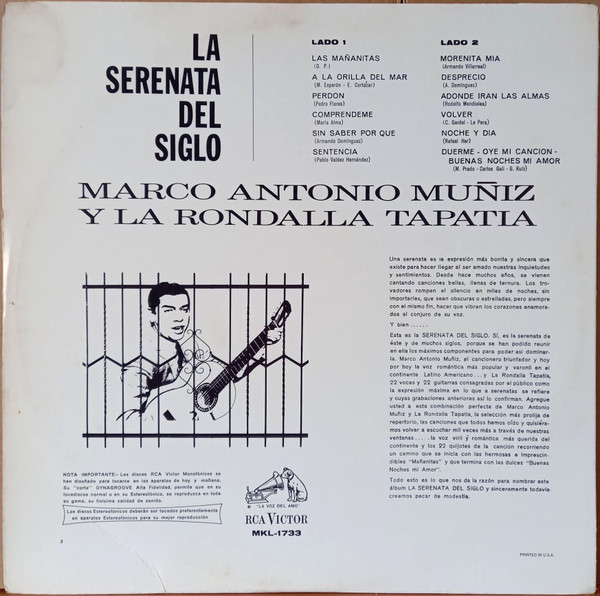 LA
SERENATA
DEL
SIGLO
LADO 1
LAS MAÑANITAS
(D. P.)
A LA ORILLA DEL MAR
(M. Esperón - E. Cortázar)
PERDON
(Pedro Flores)
COMPRENDEME
(María Alma)
SIN SABER POR QUE
(Armando Domínguez)
SENTENCIA
(Pablo Valdez Hernández)
LADO 2
MORENITA MIA
(Armando Villarreal)
DESPRECIO
(A. Domínguez)
ADONDE IRAN LAS ALMAS
(Rodolfo Mendiolea)
VOLVER
(C. Gardel - Le Pera)
NOCHE Y DIA
(Rafael Her)
DUERME - OYE MI CANCION -
BUENAS NOCHES MI AMOR
(M. Prado - Carlos Gali - G. Ruiz)
MARCO ANTONIO MUÑIZ
Y LA RONDALLA TAPATIA
Una serenata es la expresión más bonita y sincera que
existe para hacer llegar al ser amado nuestras inquietudes
y sentimientos. Desde hace muchos años, se vienen
cantando canciones bellas, llenas de ternura. Los tro-
vadores rompen el silencio en miles de noches, sin
importarles, que sean obscuras o estrelladas, pero siempre
con el mismo fin, hacer que vibren los corazones enamora-
dos al conjuro de su voz.
Y bien ......
Esta es la SERENATA DEL SIGLO. SÍ, es la serenata de
éste y de muchos siglos, porque se han podido reunir
en ella los máximos componentes para poder así denominar-
la. Marco Antonio Muñiz, el cancionero triunfador y hoy
por hoy la voz romántica más popular y varonil en el
continente Latino Americano ... y La Rondalla Tapatía,
22 voces y 22 guitarras consagradas por el público como
la expresión máxima en lo que a serenatas se refiere
y cuyas grabaciones anteriores así lo confirman. Agregue
usted a esta combinación perfecta de Marco Antonio
Muñiz y La Rondalla Tapatía, la selección más prolija de
repertorio, las canciones que todos hemos oído y quisiéra-
mos volver a escuchar mil veces más a través de nuestras
ventanas .....la voz viril y romántica más querida del
continente y los 22 quijotes de la canción recorriendo
un camino que se inicia con las hermosas e Imprescin-
dibles "Mañanitas" y que termina con las dulces "Buenas
Noches mi Amor".
Todo esto es lo que nos da la razón para nombrar este
álbum LA SERENATA DEL SIGLO y sinceramente todavía
creemos pecar de modestia.
NOTA IMPORTANTE—Los discos RCA Victor Monofónicos se
han diseñado para tocarse en los aparatos de hoy y mañana.
Su "corte" DYNAGROOVE Alta Fidelidad, permite que en su
tocadiscos normal o en su Estereofónico, se reproduzca en toda
su gama, su finísima calidad de sonido.
Los discos Estereofónicos deberán ser tocados preferentemente
en aparatos Estereofónicos para su mejor reproducción
"LA VOZ DEL AMO"
RCA VICTOR
MKL-1733
PRINTED IN U.S.A.